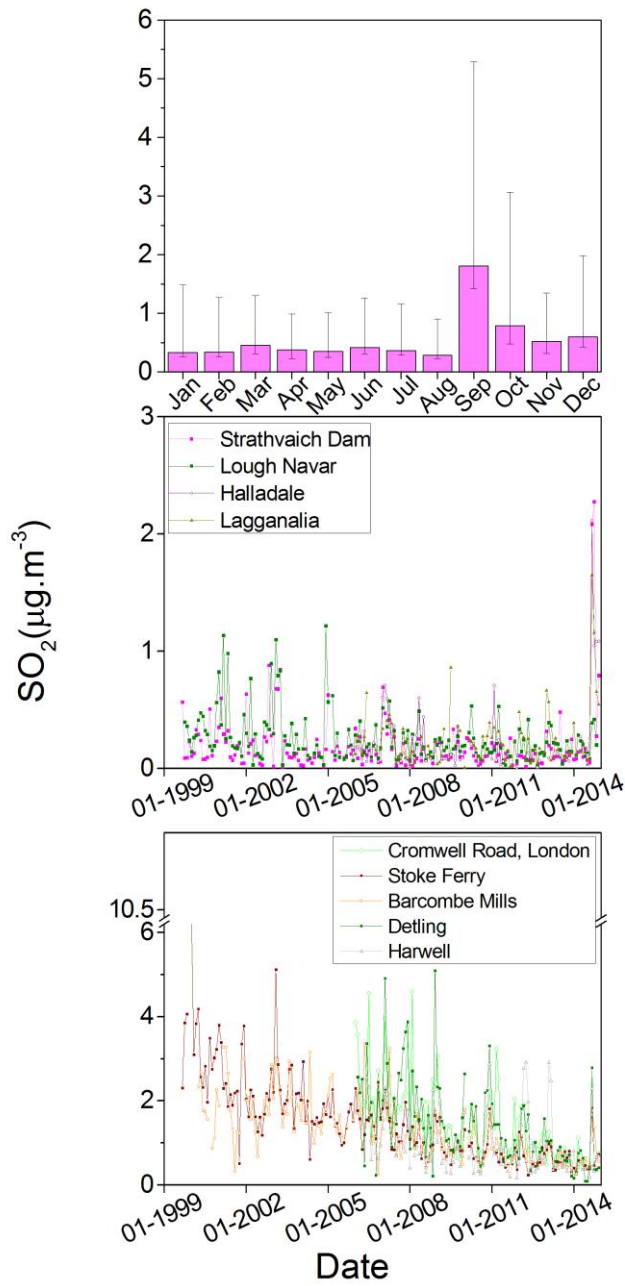 6
5
4
3
2
1
0
Jan Feb Mar Apr May Jun Jul Aug Sep Oct Nov Dec
3
Strathvaich Dam
Lough Navar
Halladale
Lagganalia
2
1
0
01-1999 01-2002 01-2005 01-2008 01-2011 01-2014
SO2(μg.m-3)
Cromwell Road, London
Stoke Ferry
Barcombe Mills
Detling
Harwell
10.5
6
4
2
0
01-1999 01-2002 01-2005 01-2008 01-2011 01-2014
Date